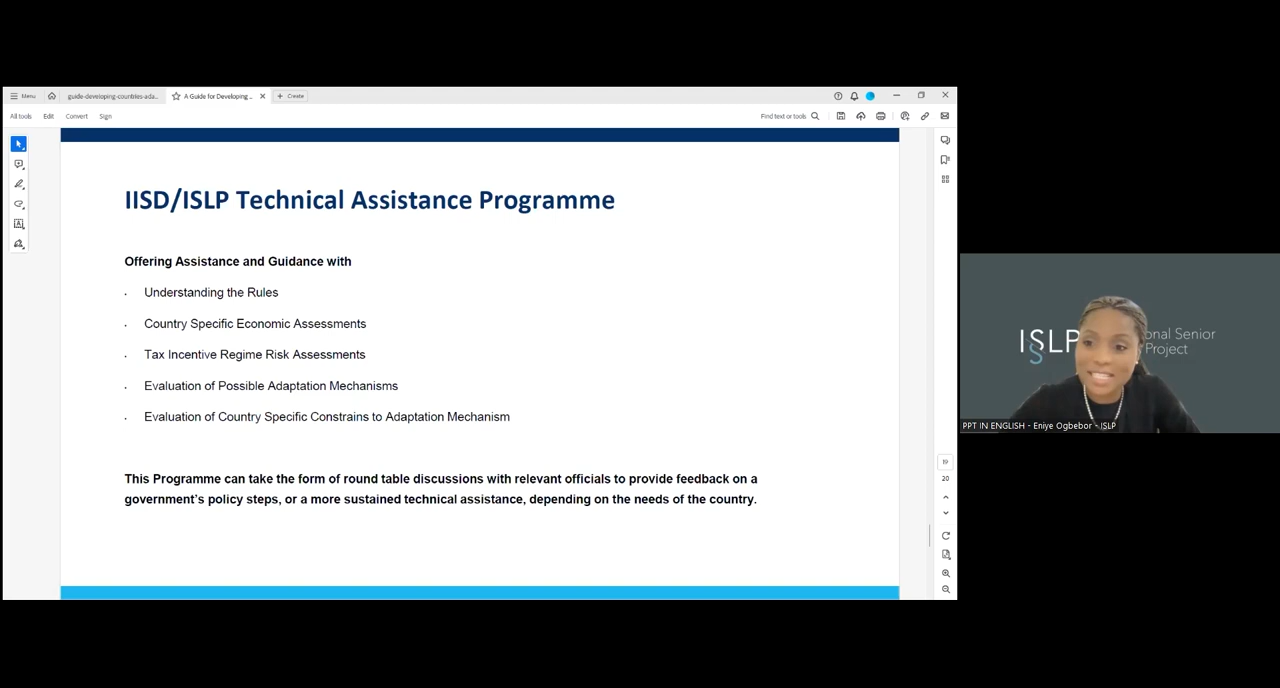 Menu
guide-developing-countries-ada...
A Guide for Developing ...
Create
All tools
Edit
Convert
Sign
Find text or tools
IISD/ISLP Technical Assistance Programme
Offering Assistance and Guidance with
· Understanding the Rules
· Country Specific Economic Assessments
· Tax Incentive Regime Risk Assessments
· Evaluation of Possible Adaptation Mechanisms
· Evaluation of Country Specific Constrains to Adaptation Mechanism
This Programme can take the form of round table discussions with relevant officials to provide feedback on a
government's policy steps, or a more sustained technical assistance, depending on the needs of the country.
19
20
ISLP
onal Senior
Project
PPT IN ENGLISH - Eniye Ogbebor - ISLP